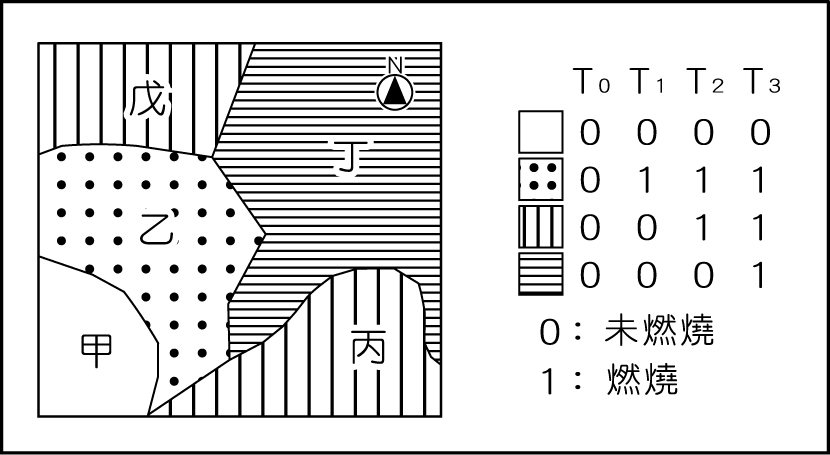 N
戊
丁
乙
甲
丙
T₀ T₁ T₂ T₃
0 0 0 0
0 1 1 1
0 0 1 1
0 0 0 1
0：未燃燒
1：燃燒